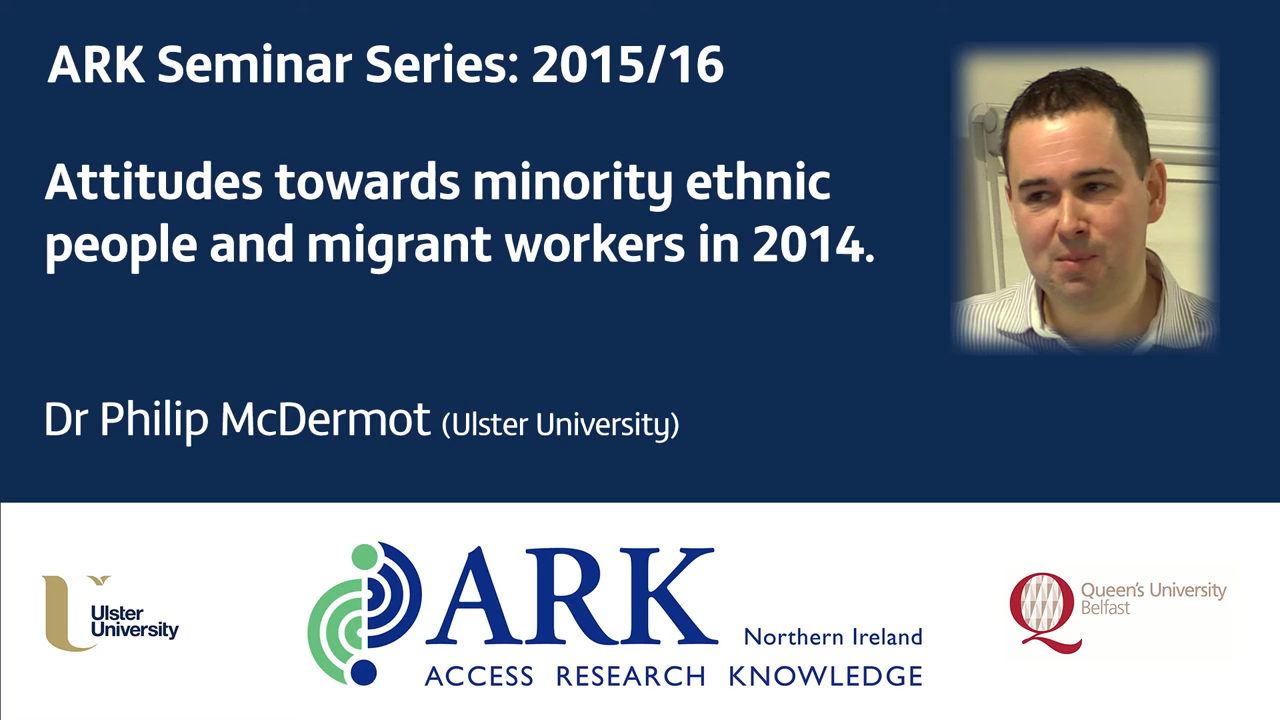 ARK Seminar Series: 2015/16
Attitudes towards minority ethnic
people and migrant workers in 2014.
Dr Philip McDermot (Ulster University)
Ulster
University
ARK
Northern Ireland
ACCESS RESEARCH KNOWLEDGE
Queen's University
Belfast